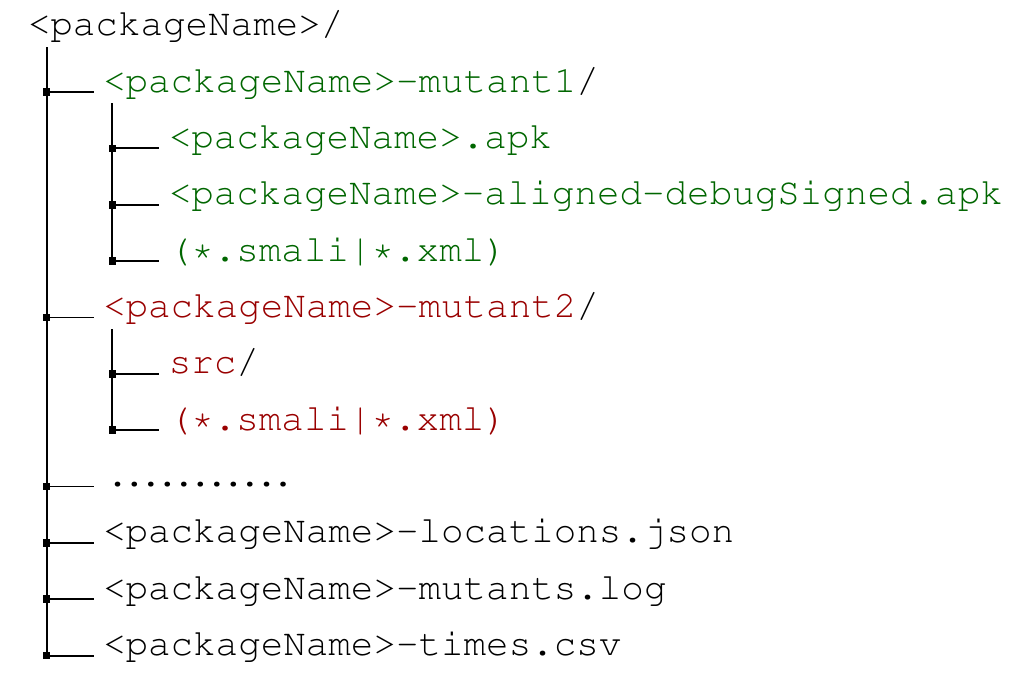 <packageName>/
<packageName>-mutant1/
<packageName>.apk
<packageName>-aligned-debugSigned.apk
(*.smali|*.xml)
<packageName>-mutant2/
src/
(*.smali|*.xml)
...........
<packageName>-locations.json
<packageName>-mutants.log
<packageName>-times.csv